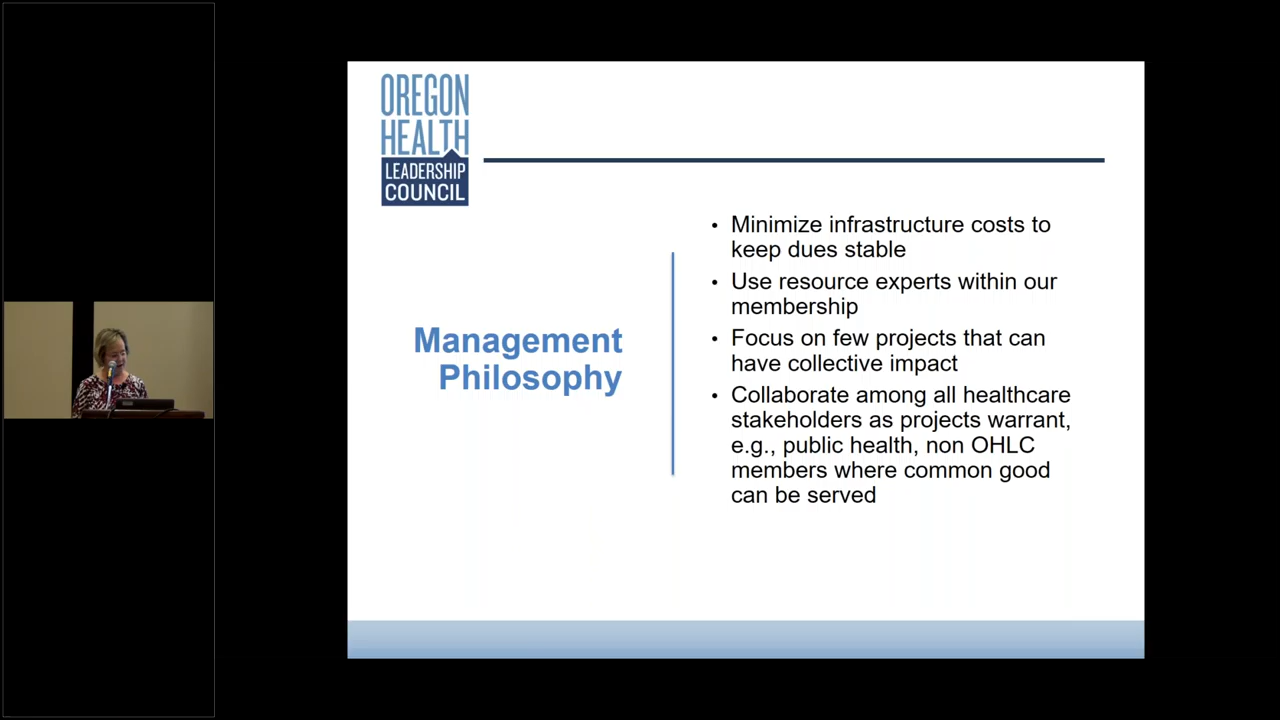 OREGON
HEALTH
LEADERSHIP
COUNCIL
Management
Philosophy
• Minimize infrastructure costs to
keep dues stable
• Use resource experts within our
membership
• Focus on few projects that can
have collective impact
• Collaborate among all healthcare
stakeholders as projects warrant,
e.g., public health, non OHLC
members where common good
can be served